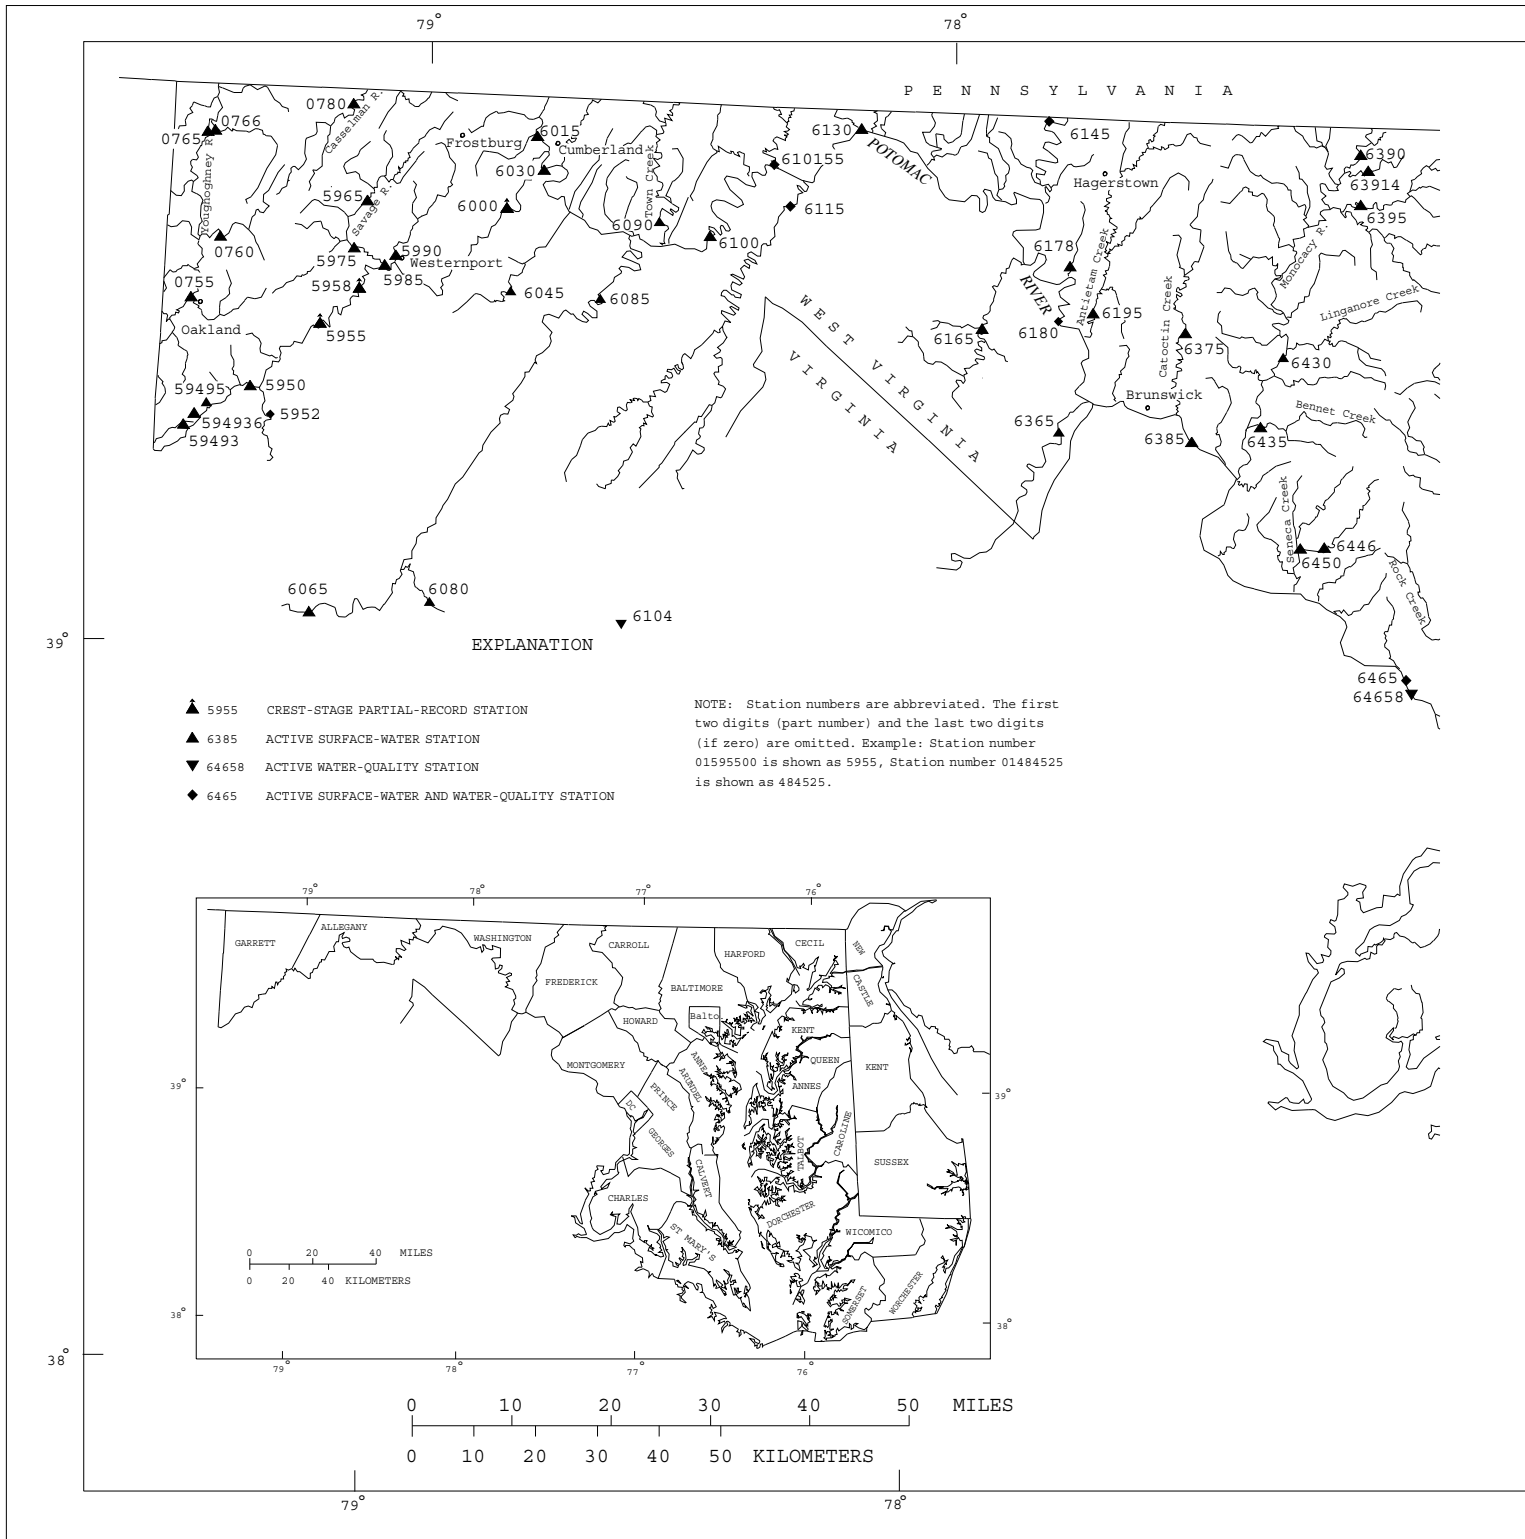 79°
78°
PENNSYLVANIA
0780
0766
0765
Casselman R.
Youghoghney R
Frostburg
6015
Cumberland
6030
Town Creek
6130
POTOMAC
610155
6145
Hagerstown
6390
63914
6395
5965
Savage R.
6000
6090
6100
6115
0760
5975
5990
Westernport
5985
5958
6045
6085
0755
Oakland
5955
6178
RIVER
Antietam Creek
6180
6195
6165
Catoctin Creek
6375
Monocacy R.
Linganore Creek
6430
WEST VIRGINIA
VIRGINIA
59495
5950
594936
5952
59493
Brunswick
6365
6385
Bennet Creek
6435
Seneca Creek
6446
6450
Rock Creek
6065
6080
6104
39°
EXPLANATION
6465
64658
5955 CREST-STAGE PARTIAL-RECORD STATION
6385 ACTIVE SURFACE-WATER STATION
64658 ACTIVE WATER-QUALITY STATION
6465 ACTIVE SURFACE-WATER AND WATER-QUALITY STATION
NOTE: Station numbers are abbreviated. The first
two digits (part number) and the last two digits
(if zero) are omitted. Example: Station number
01595500 is shown as 5955, Station number 01484525
is shown as 484525.
79°
78°
77°
76°
GARRETT
ALLEGANY
WASHINGTON
FREDERICK
CARROLL
BALTIMORE
HARFORD
CECIL
NEW
CASTLE
Balto
HOWARD
MONTGOMERY
KENT
QUEEN
ANNES
KENT
ANNE
ARUNDEL
PRINCE
GEORGES
DC
39°
39°
CAROLINE
TALBOT
SUSSEX
CALVERT
CHARLES
ST MARY'S
DORCHESTER
WICOMICO
SOMERSET
WORCHESTER
0 20 40 MILES
0 20 40 KILOMETERS
38°
38°
79°
78°
77°
76°
38°
0 10 20 30 40 50 MILES
0 10 20 30 40 50 KILOMETERS
79°
78°